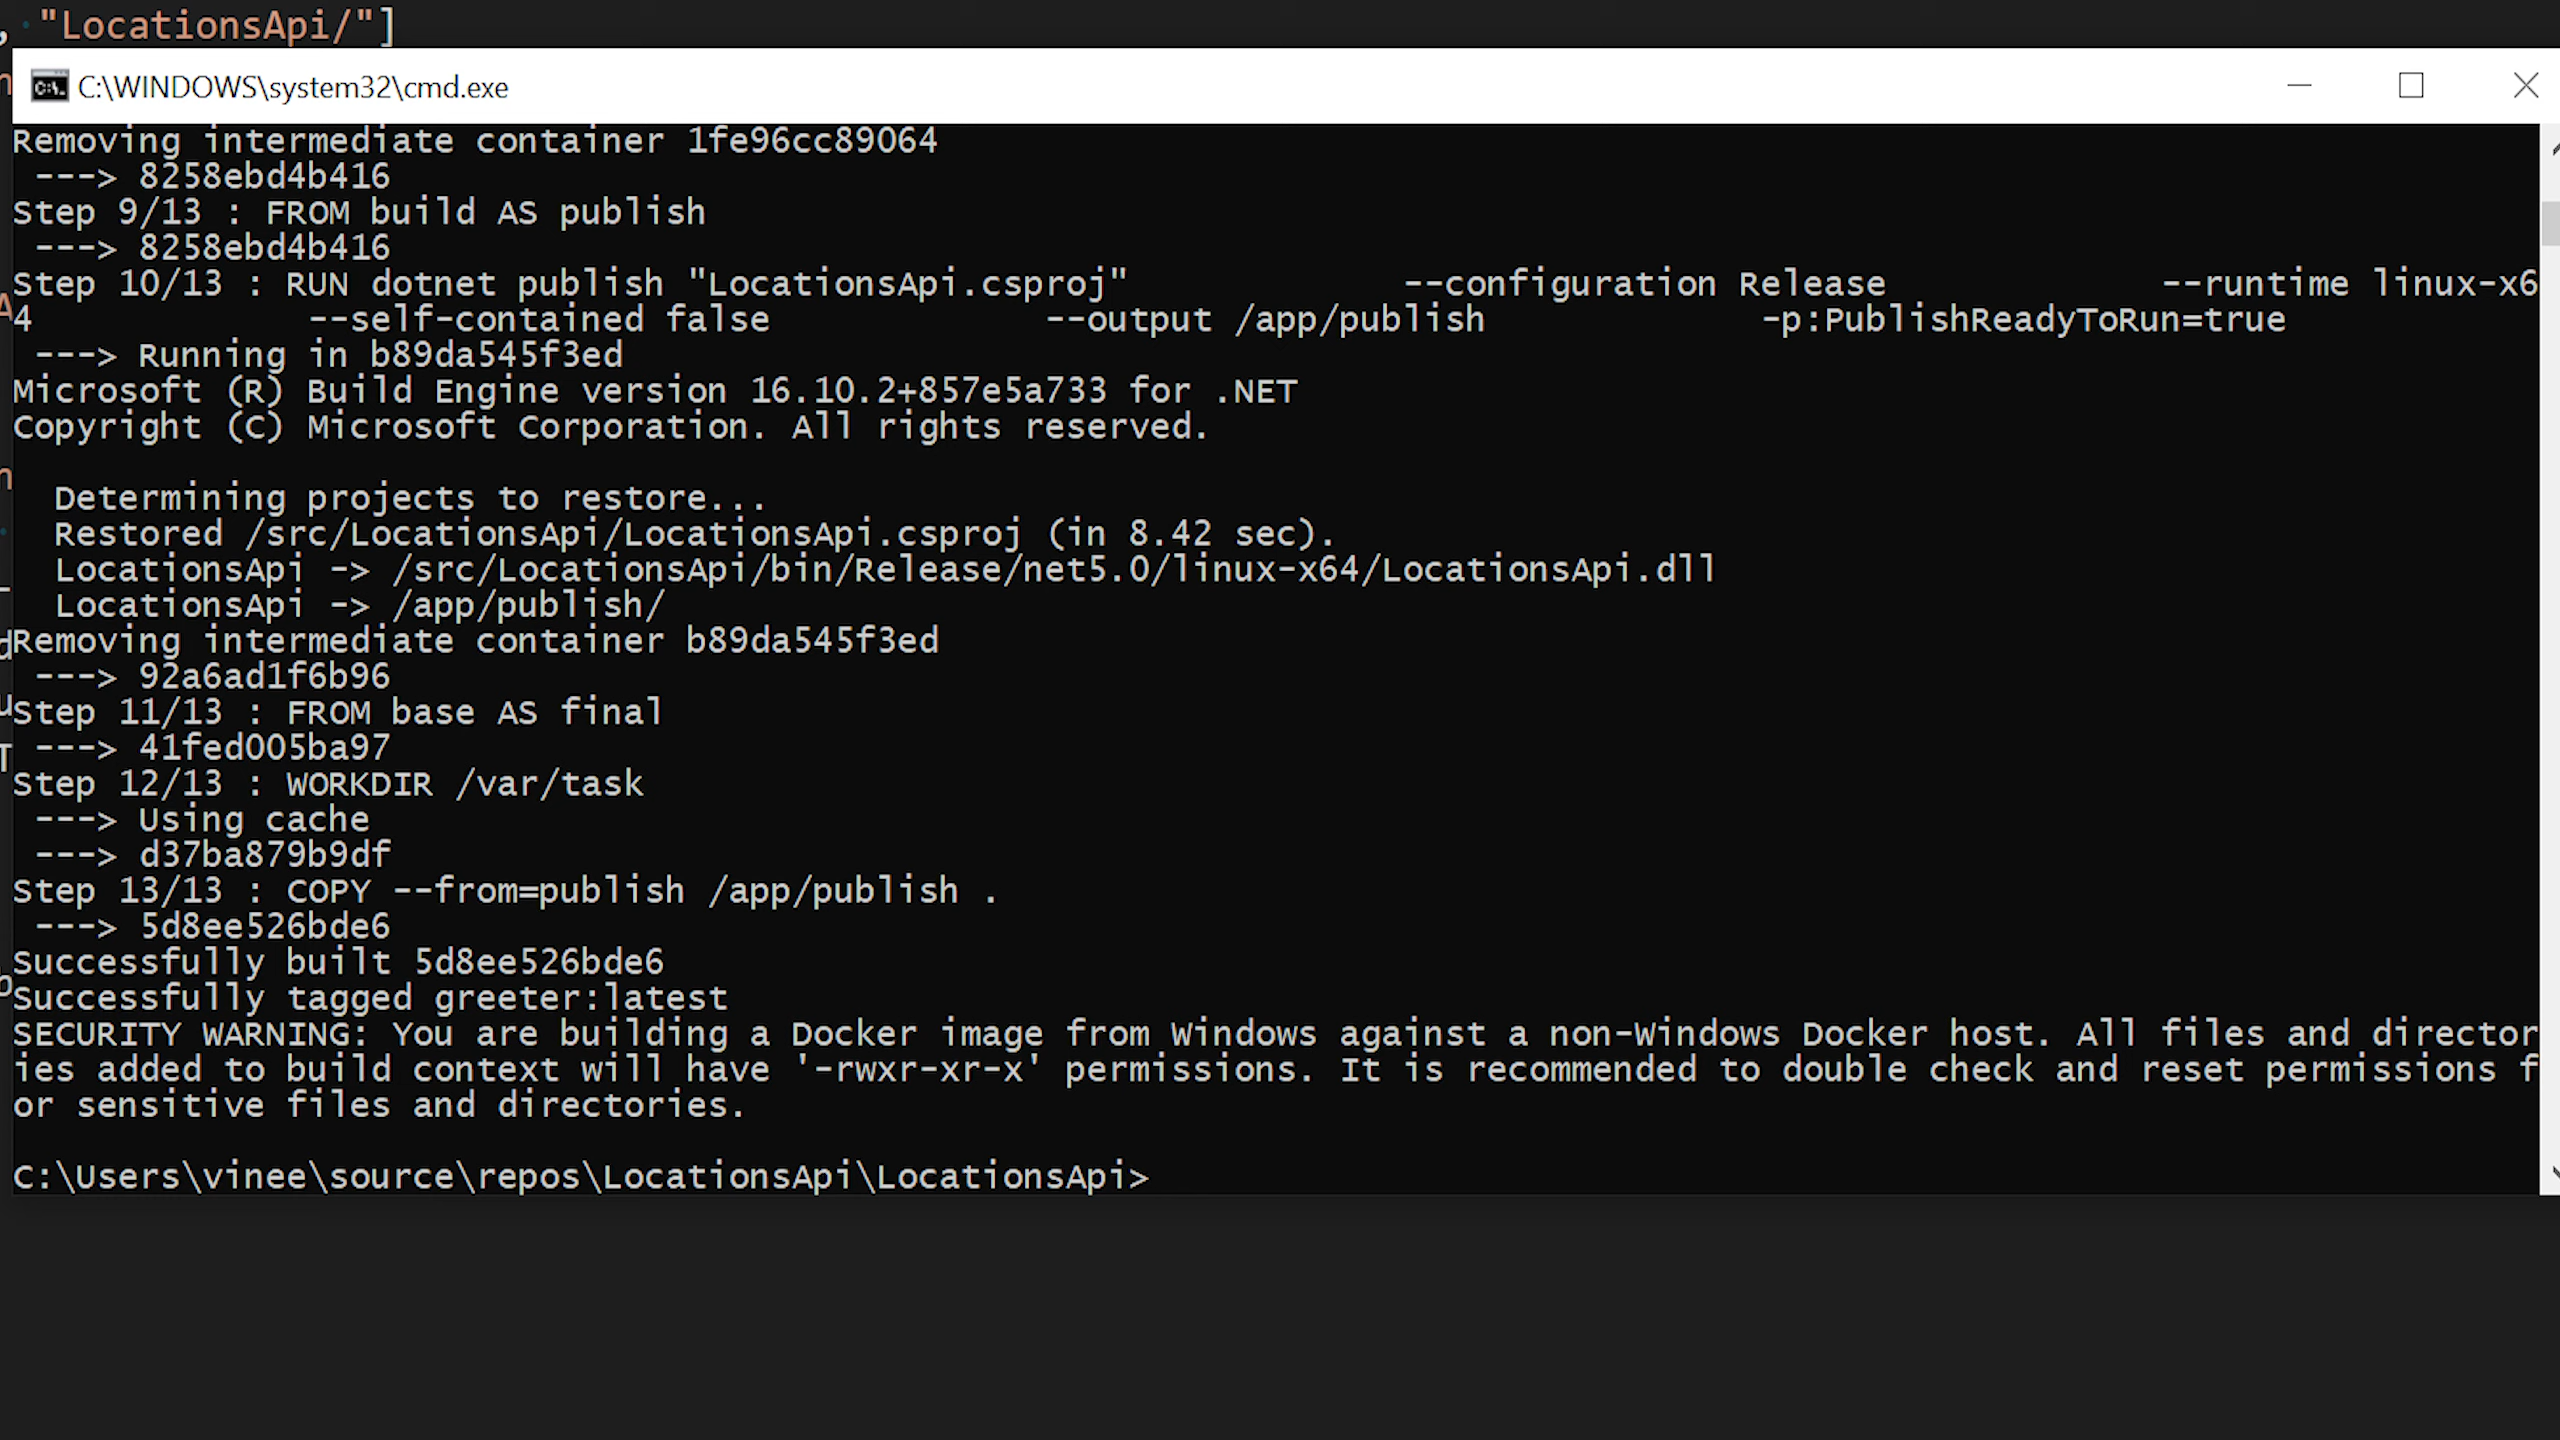 , "LocationsApi/"]
C:\WINDOWS\system32\cmd.exe
Removing intermediate container 1fe96cc89064
 ---> 8258ebd4b416
Step 9/13 : FROM build AS publish
 ---> 8258ebd4b416
Step 10/13 : RUN dotnet publish "LocationsApi.csproj"             --configuration Release             --runtime linux-x6
4             --self-contained false             --output /app/publish             -p:PublishReadyToRun=true
 ---> Running in b89da545f3ed
Microsoft (R) Build Engine version 16.10.2+857e5a733 for .NET
Copyright (C) Microsoft Corporation. All rights reserved.
  Determining projects to restore...
  Restored /src/LocationsApi/LocationsApi.csproj (in 8.42 sec).
  LocationsApi -> /src/LocationsApi/bin/Release/net5.0/linux-x64/LocationsApi.dll
  LocationsApi -> /app/publish/
Removing intermediate container b89da545f3ed
 ---> 92a6ad1f6b96
Step 11/13 : FROM base AS final
 ---> 41fed005ba97
Step 12/13 : WORKDIR /var/task
 ---> Using cache
 ---> d37ba879b9df
Step 13/13 : COPY --from=publish /app/publish .
 ---> 5d8ee526bde6
Successfully built 5d8ee526bde6
Successfully tagged greeter:latest
SECURITY WARNING: You are building a Docker image from Windows against a non-Windows Docker host. All files and director
ies added to build context will have '-rwxr-xr-x' permissions. It is recommended to double check and reset permissions f
or sensitive files and directories.
C:\Users\vinee\source\repos\LocationsApi\LocationsApi>